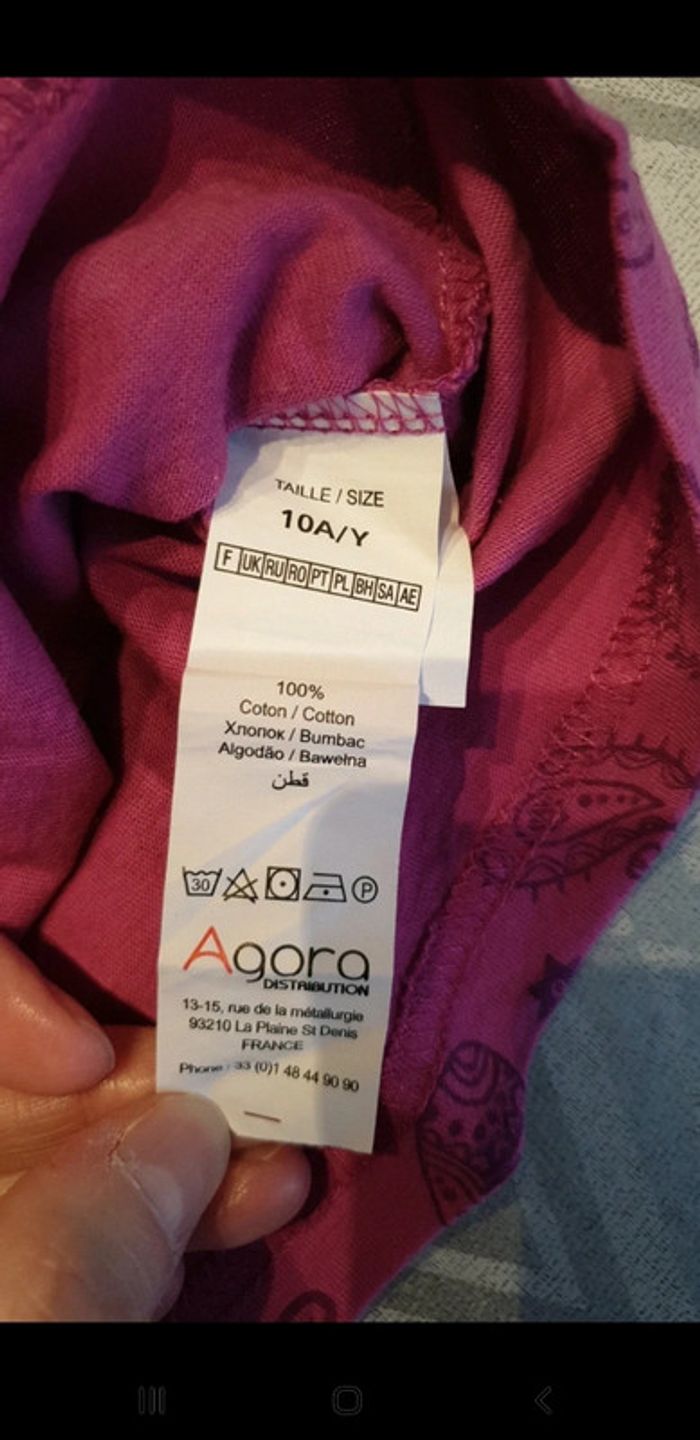 TAILLE / SIZE
10A/Y
F UK RU RO PT PL BH SA AE
100%
Coton / Cotton
Хлопок / Bumbac
Algodão / Bawełna
قطن
30 P
Agora
DISTRIBUTION
13-15, rue de la métallurgie
93210 La Plaine St Denis
FRANCE
Phone : 33 (0)1 48 44 90 90